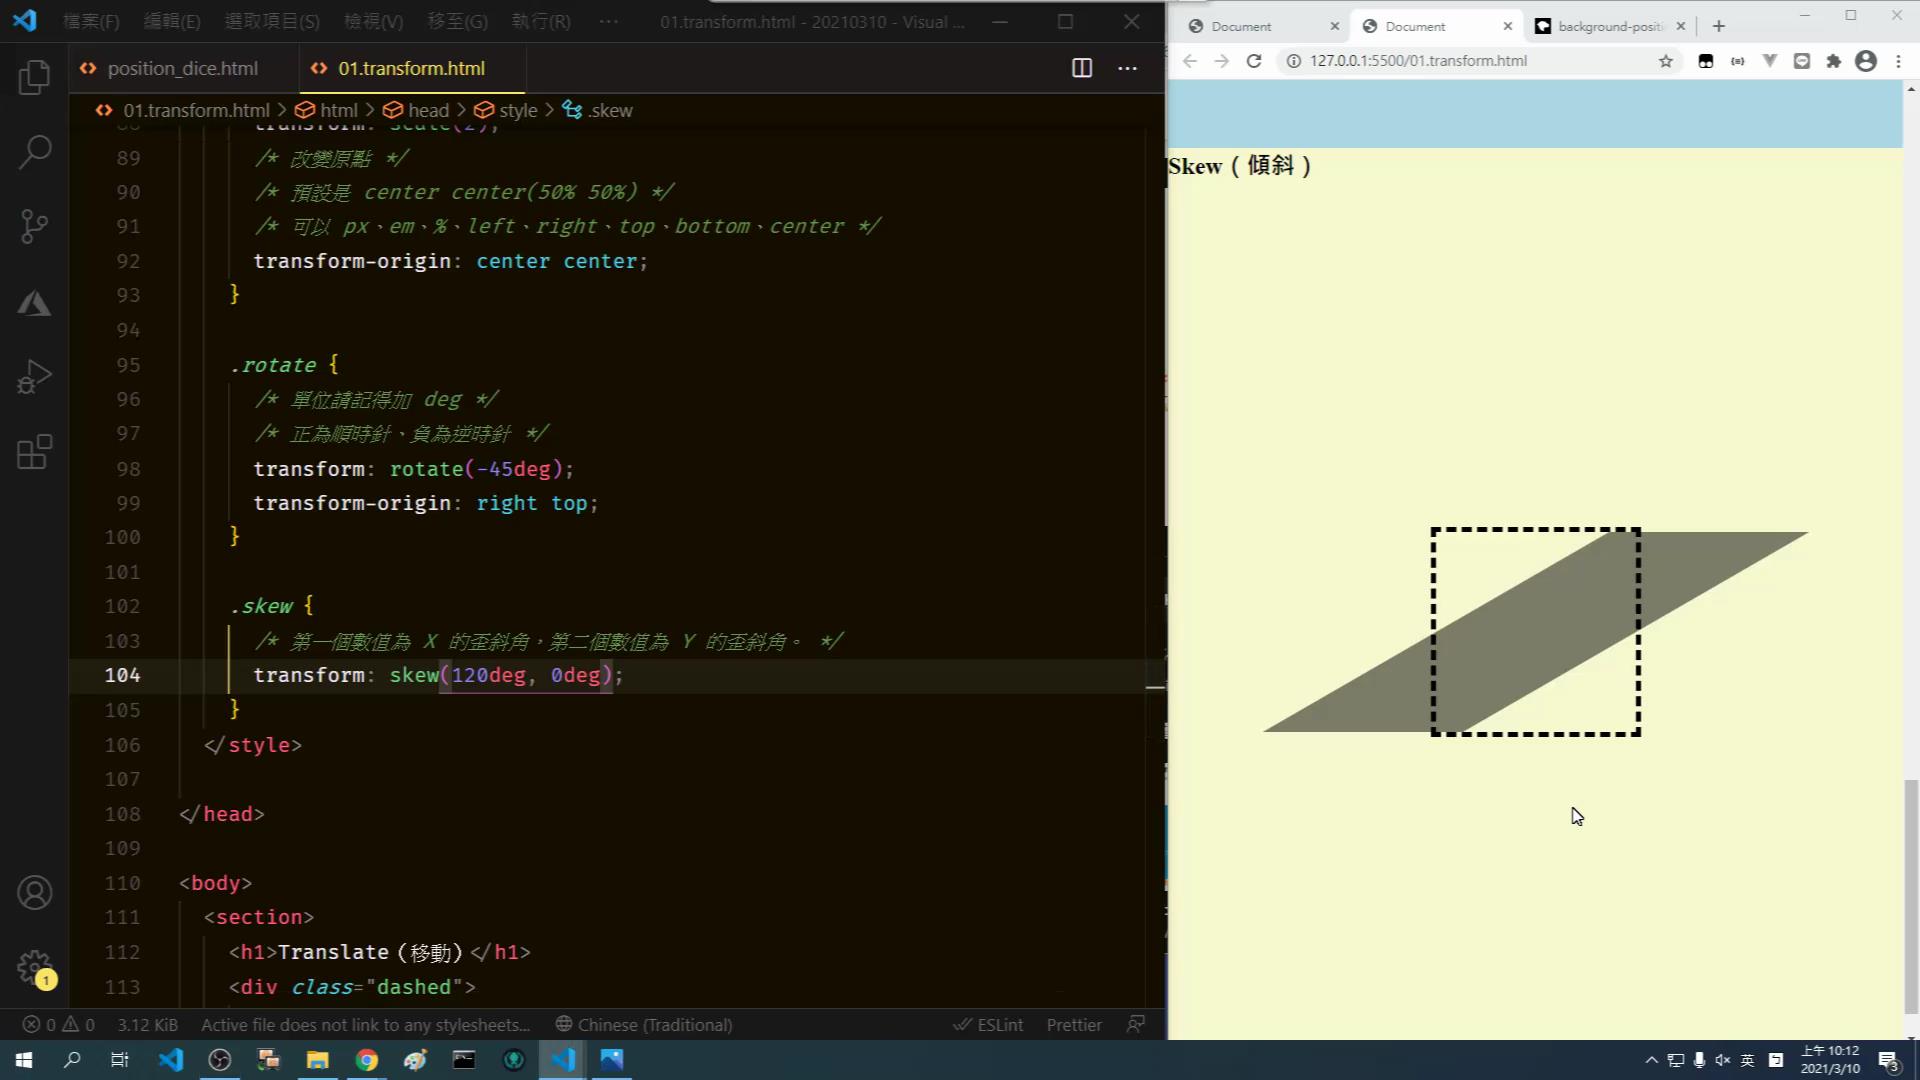 檔案(F) 編輯(E) 選取項目(S) 檢視(V) 移至(G) 執行(R) ··· 01.transform.html - 20210310 - Visual ...
position_dice.html 01.transform.html
01.transform.html > html > head > style > .skew
88 transform: scale(2);
89 /* 改變原點 */
90 /* 預設是 center center(50% 50%) */
91 /* 可以 px、em、%、left、right、top、bottom、center */
92 transform-origin: center center;
93 }
94
95 .rotate {
96 /* 單位請記得加 deg */
97 /* 正為順時針、負為逆時針 */
98 transform: rotate(-45deg);
99 transform-origin: right top;
100 }
101
102 .skew {
103 /* 第一個數值為 X 的歪斜角，第二個數值為 Y 的歪斜角。 */
104 transform: skew(120deg, 0deg);
105 }
106 </style>
107
108 </head>
109
110 <body>
111 <section>
112 <h1>Translate（移動）</h1>
113 <div class="dashed">
0 0 3.12 KiB Active file does not link to any stylesheets... Chinese (Traditional) ESLint Prettier
1
Document Document background-positi
127.0.0.1:5500/01.transform.html
Skew（傾斜）
英 上午 10:12
2021/3/10
3